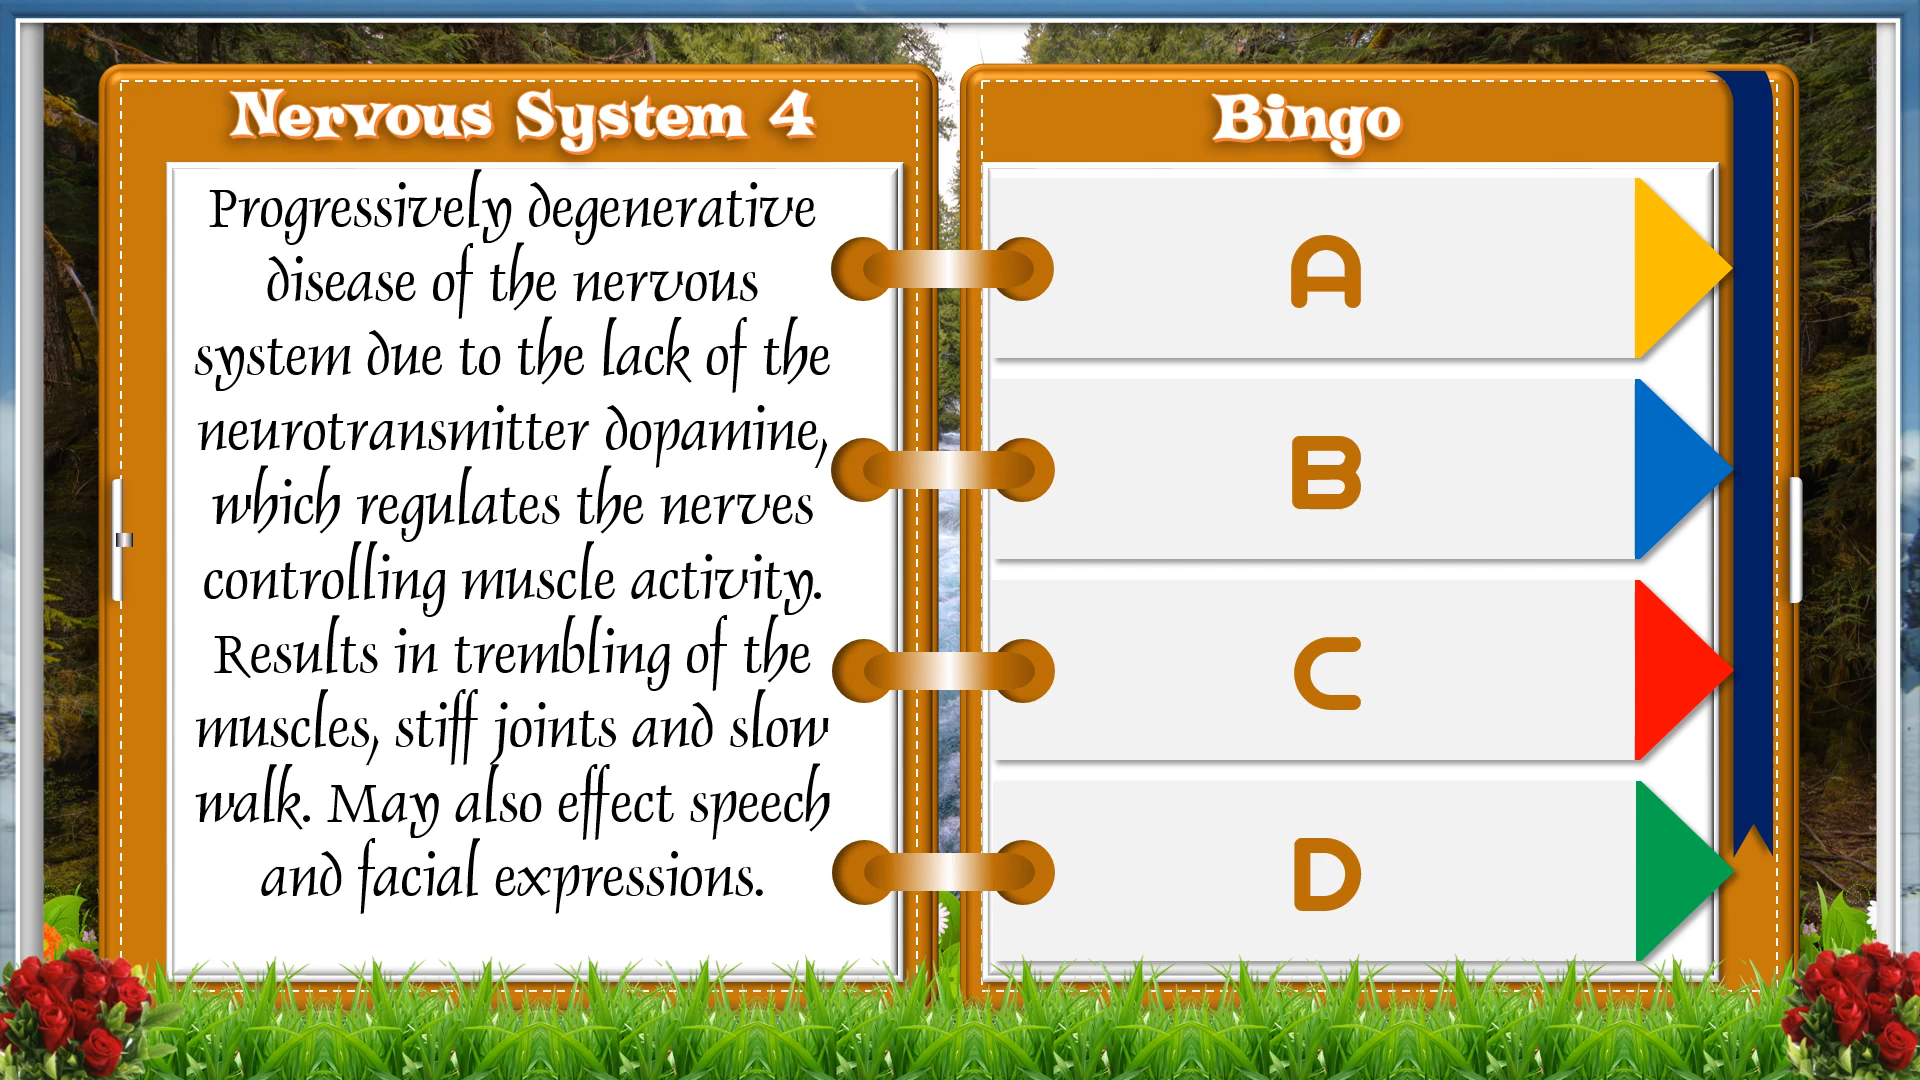 Nervous System 4
Progressively degenerative
disease of the nervous
system due to the lack of the
neurotransmitter dopamine,
which regulates the nerves
controlling muscle activity.
Results in trembling of the
muscles, stiff joints and slow
walk. May also effect speech
and facial expressions.
Bingo
A
B
C
D